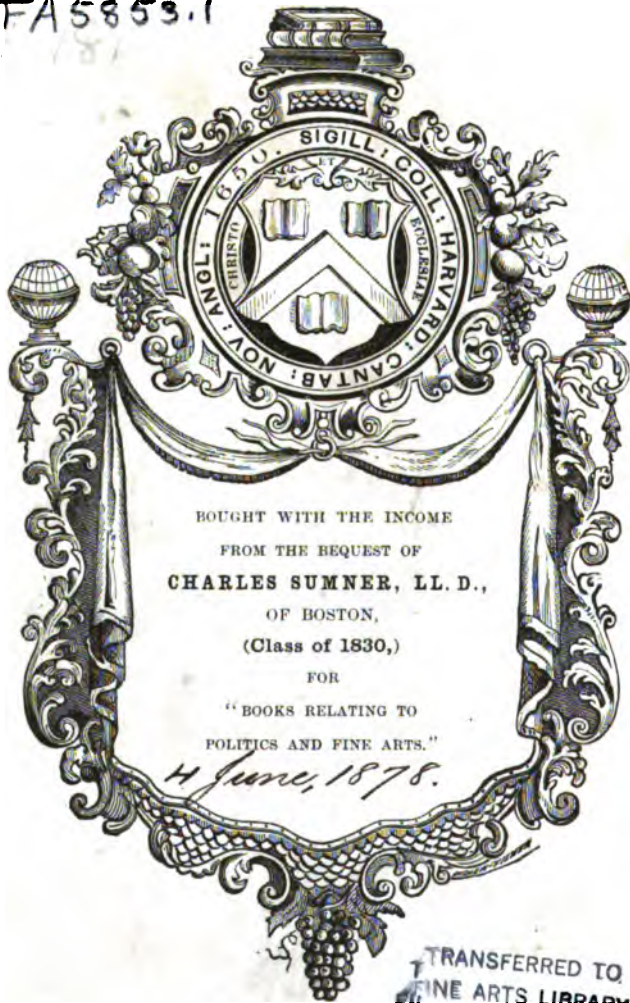 FA5853.1
SIGILL: COLL: HARVARD: CANTAB: NOV: ANGL: 1650.
CHRISTO
ET
ECCLESIAE
BOUGHT WITH THE INCOME
FROM THE BEQUEST OF
CHARLES SUMNER, LL. D.,
OF BOSTON,
(Class of 1830,)
FOR
"BOOKS RELATING TO
POLITICS AND FINE ARTS."
4 June, 1878.
TRANSFERRED TO
FINE ARTS LIBRARY